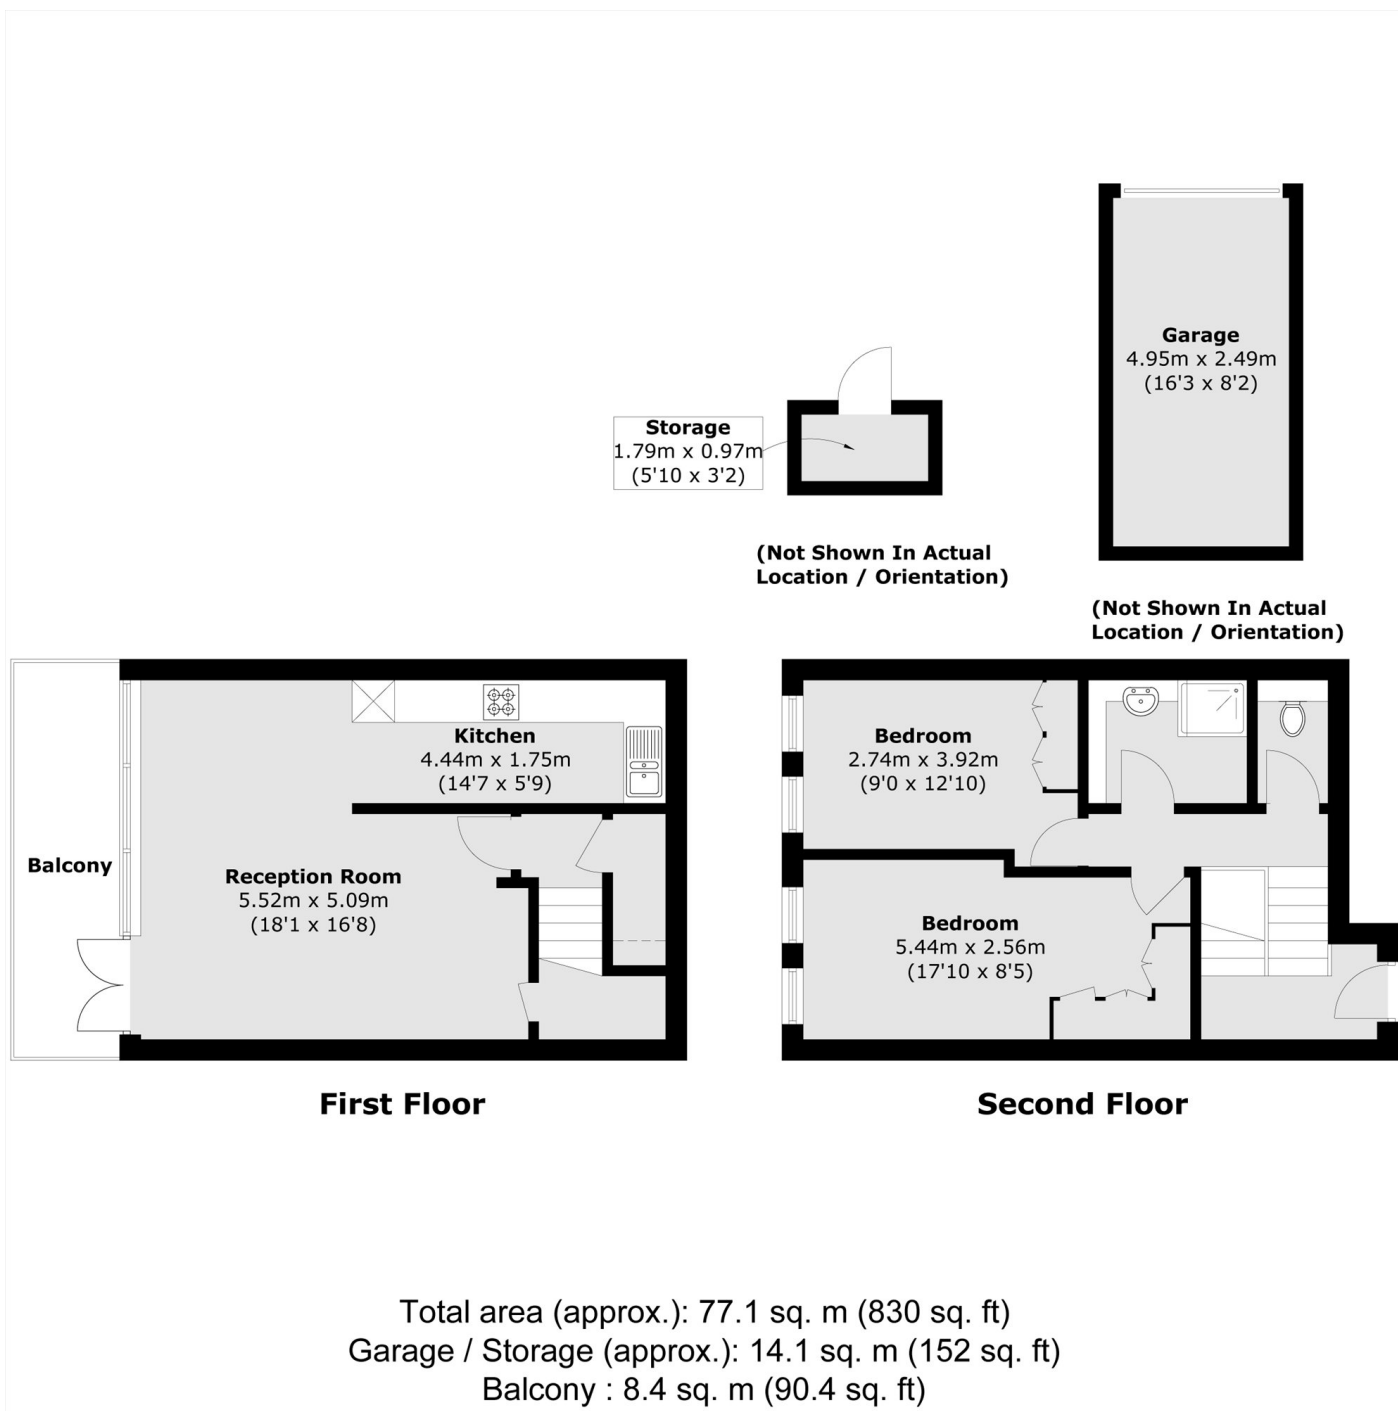 Garage
4.95m x 2.49m
(16'3 x 8'2)
Storage
1.79m x 0.97m
(5'10 x 3'2)
(Not Shown In Actual
Location / Orientation)
(Not Shown In Actual
Location / Orientation)
Kitchen
4.44m x 1.75m
(14'7 x 5'9)
Balcony
Reception Room
5.52m x 5.09m
(18'1 x 16'8)
First Floor
Bedroom
2.74m x 3.92m
(9'0 x 12'10)
Bedroom
5.44m x 2.56m
(17'10 x 8'5)
Second Floor
Total area (approx.): 77.1 sq. m (830 sq. ft)
Garage / Storage (approx.): 14.1 sq. m (152 sq. ft)
Balcony : 8.4 sq. m (90.4 sq. ft)